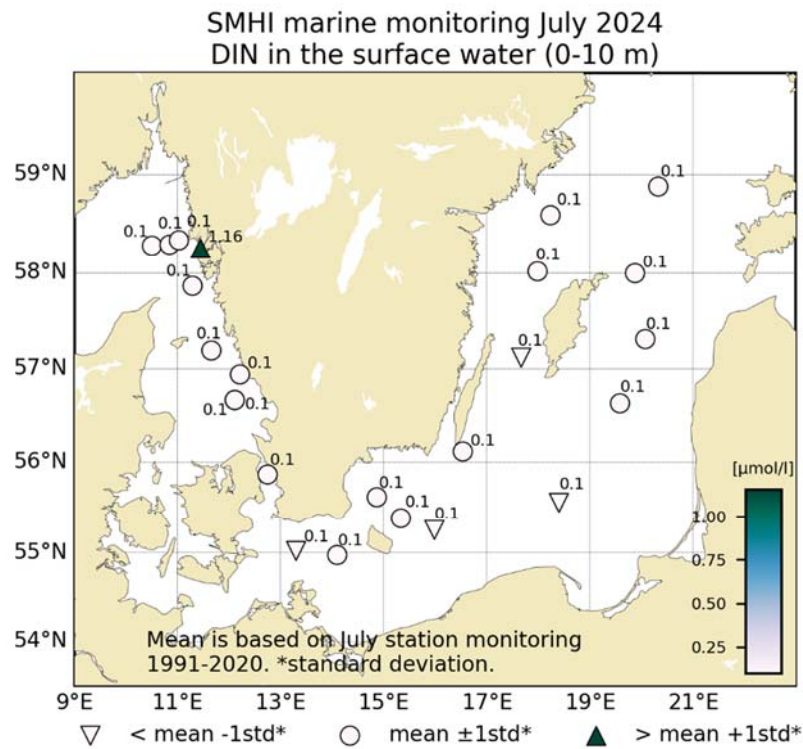 SMHI marine monitoring July 2024
DIN in the surface water (0-10 m)
59°N
58°N
57°N
56°N
55°N
54°N
0.1
0.1
0.1
0.1
0.1
0.1 0.1
1.16
0.1
0.1
0.1
0.1
0.1
0.1
0.1
0.1
0.1 0.1
0.1
0.1
0.1
0.1
0.1
0.1
0.1
[µmol/l]
1.00
0.75
0.50
0.25
Mean is based on July station monitoring
1991-2020. *standard deviation.
9°E 11°E 13°E 15°E 17°E 19°E 21°E
< mean -1std* mean ±1std* > mean +1std*